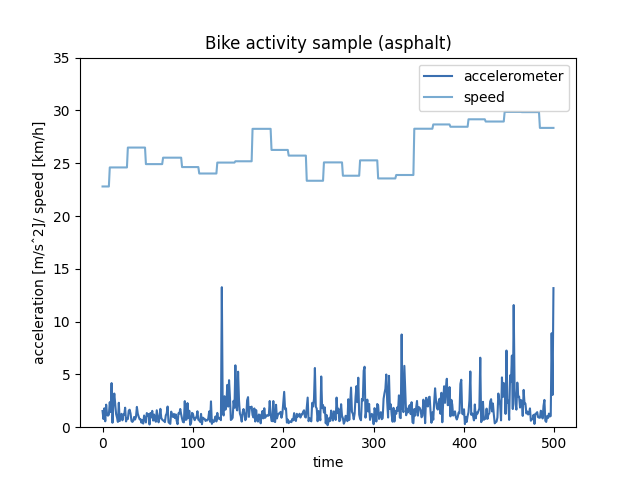 Bike activity sample (asphalt)
accelerometer
speed
35
30
25
20
15
10
5
0
acceleration [m/sˆ2]/ speed [km/h]
0
100
200
300
400
500
time